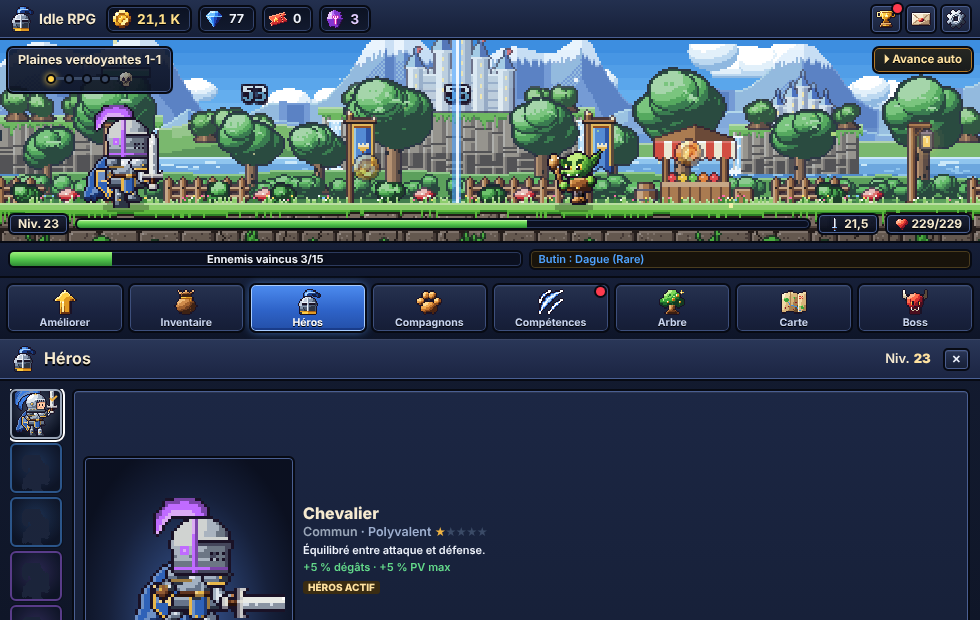 Idle RPG
21,1 K
77
0
3
Plaines verdoyantes 1-1
Avance auto
53
53
Niv. 23
21,5
229/229
Ennemis vaincus 3/15
Butin : Dague (Rare)
Améliorer
Inventaire
Héros
Compagnons
Compétences
Arbre
Carte
Boss
Héros
Niv. 23
Chevalier
Commun · Polyvalent ★★★★★
Équilibré entre attaque et défense.
+5 % dégâts · +5 % PV max
HÉROS ACTIF